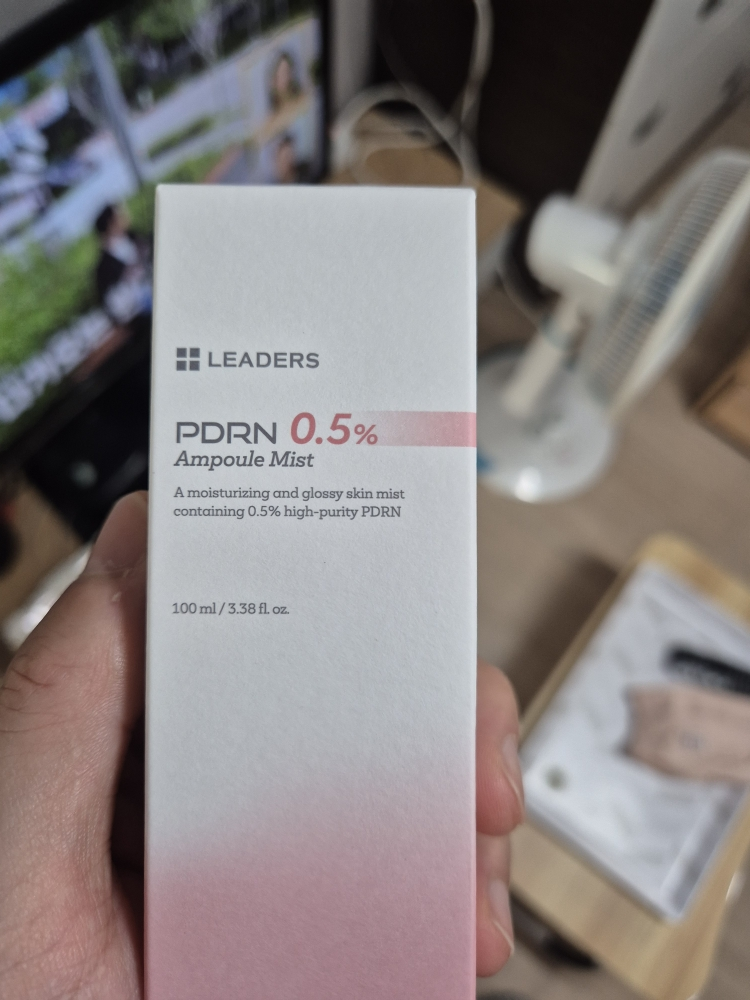 LEADERS
PDRN 0.5%
Ampoule Mist
A moisturizing and glossy skin mist
containing 0.5% high-purity PDRN
100 ml / 3.38 fl. oz.